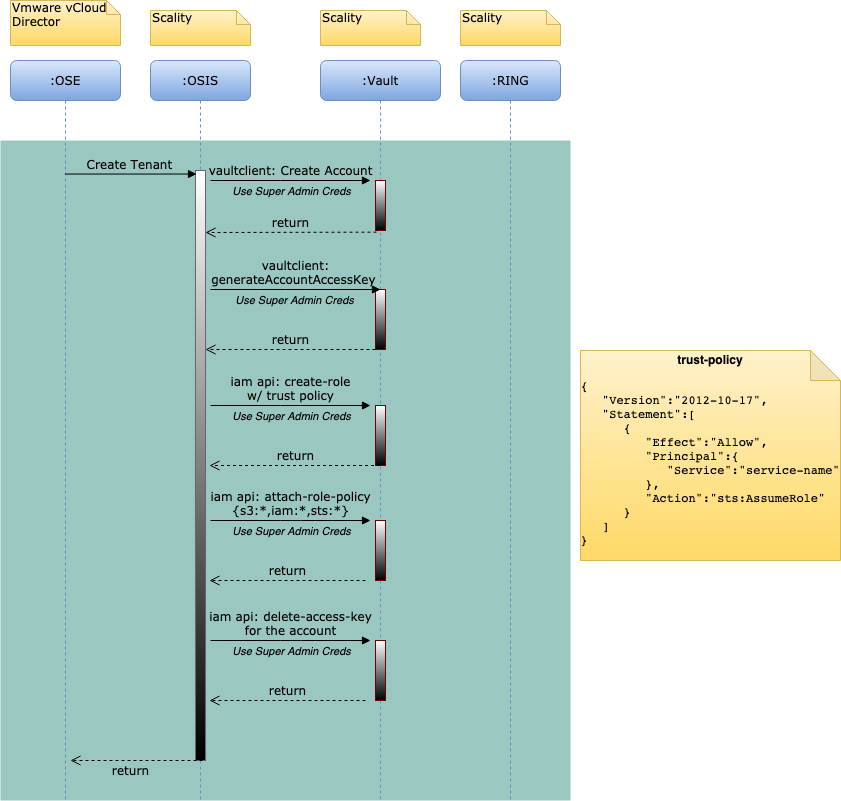 Vmware vCloud
Director
Scality
Scality
Scality
:OSE
:OSIS
:Vault
:RING
Create Tenant
vaultclient: Create Account
Use Super Admin Creds
return
vaultclient:
generateAccountAccessKey
Use Super Admin Creds
return
iam api: create-role
w/ trust policy
Use Super Admin Creds
return
iam api: attach-role-policy
{s3:*,iam:*,sts:*}
Use Super Admin Creds
return
iam api: delete-access-key
for the account
Use Super Admin Creds
return
return
trust-policy
{
"Version":"2012-10-17",
"Statement":[
{
"Effect":"Allow",
"Principal":{
"Service":"service-name"
},
"Action":"sts:AssumeRole"
}
]
}